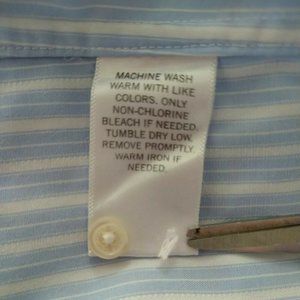 MACHINE WASH
WARM WITH LIKE
COLORS. ONLY
NON-CHLORINE
BLEACH IF NEEDED.
TUMBLE DRY LOW.
REMOVE PROMPTLY.
WARM IRON IF
NEEDED.